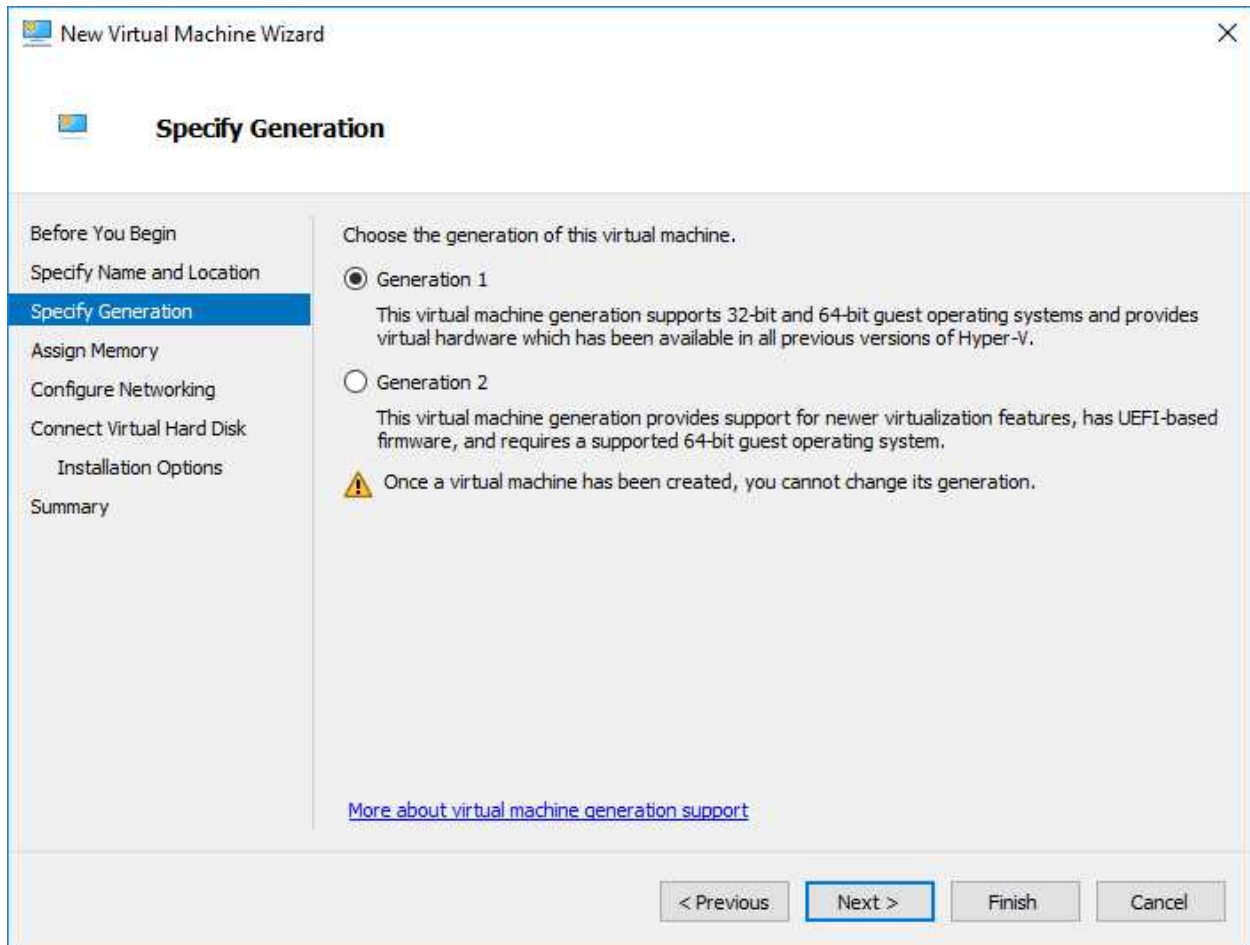 New Virtual Machine Wizard
Specify Generation
Before You Begin
Specify Name and Location
Specify Generation
Assign Memory
Configure Networking
Connect Virtual Hard Disk
Installation Options
Summary
Choose the generation of this virtual machine.
Generation 1
This virtual machine generation supports 32-bit and 64-bit guest operating systems and provides
virtual hardware which has been available in all previous versions of Hyper-V.
Generation 2
This virtual machine generation provides support for newer virtualization features, has UEFI-based
firmware, and requires a supported 64-bit guest operating system.
Once a virtual machine has been created, you cannot change its generation.
More about virtual machine generation support
< Previous
Next >
Finish
Cancel